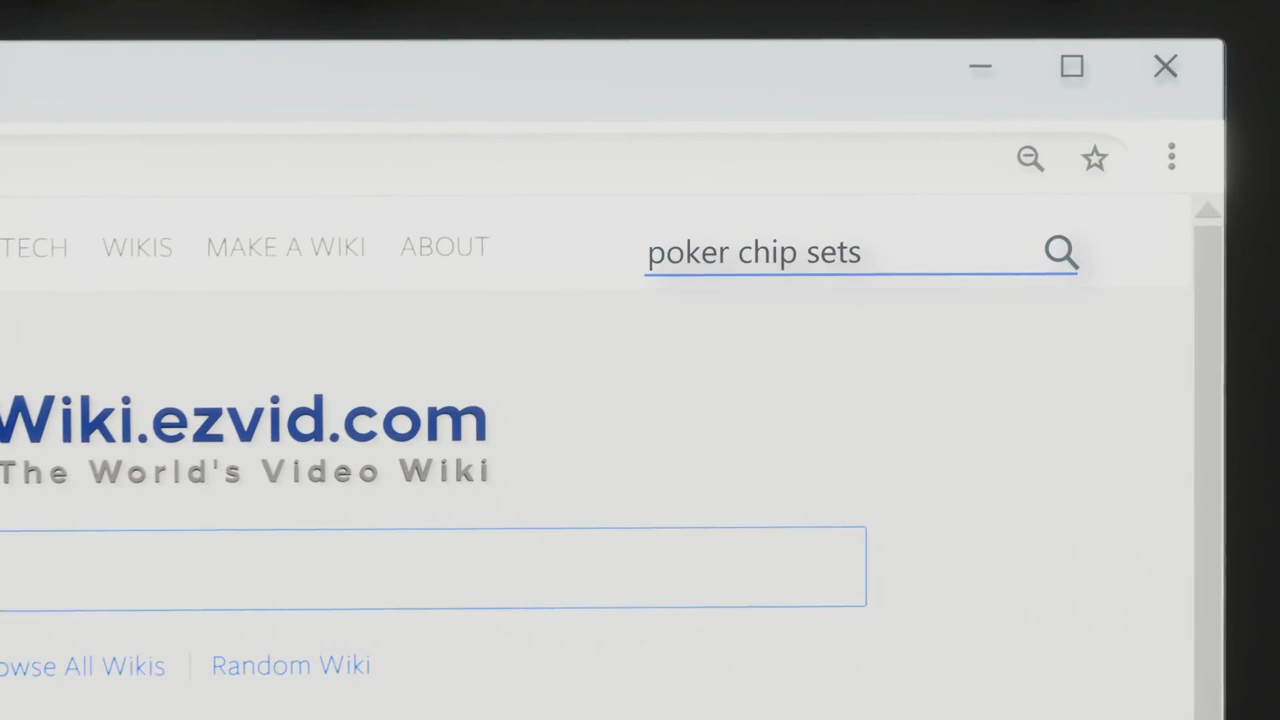 TECH WIKIS MAKE A WIKI ABOUT
poker chip sets
Wiki.ezvid.com
The World's Video Wiki
owse All Wikis | Random Wiki